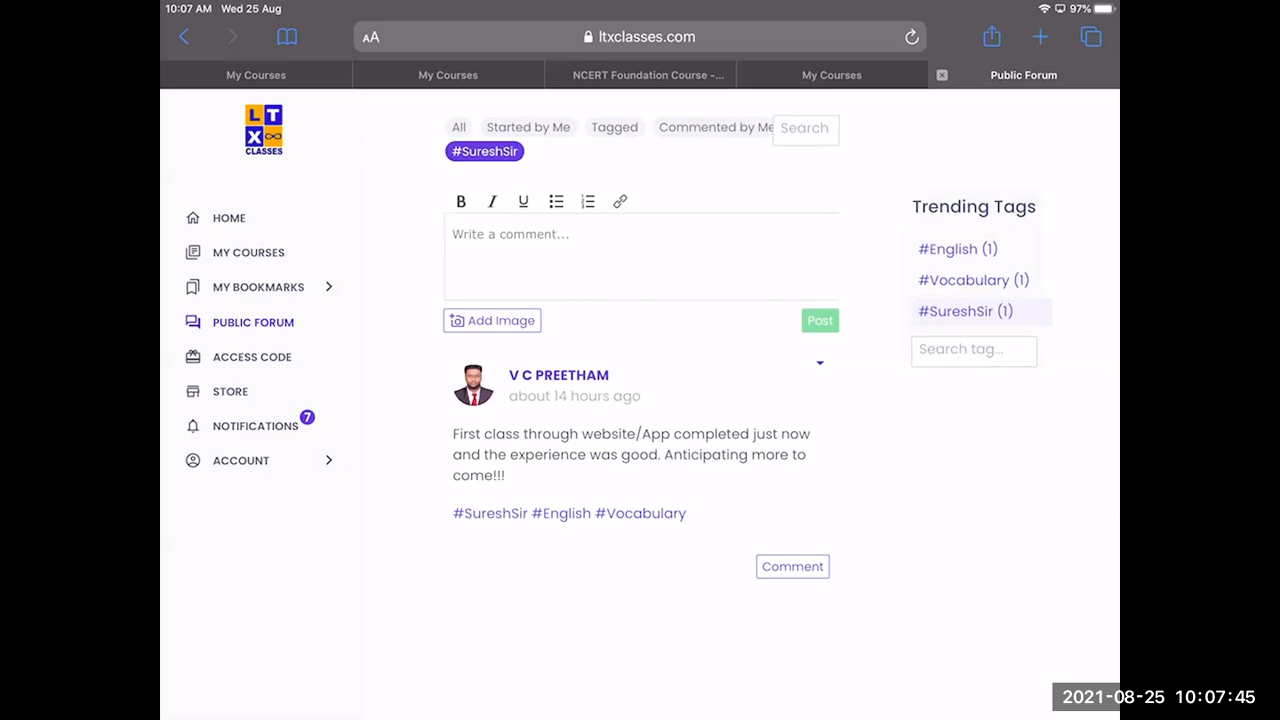 10:07 AM Wed 25 Aug
97%
AA
ltxclasses.com
My Courses
My Courses
NCERT Foundation Course -...
My Courses
Public Forum
L T
X
CLASSES
HOME
MY COURSES
MY BOOKMARKS
PUBLIC FORUM
ACCESS CODE
STORE
NOTIFICATIONS 7
ACCOUNT
All Started by Me Tagged Commented by Me Search
#SureshSir
B I U
Write a comment...
Add Image
Post
V C PREETHAM
about 14 hours ago
First class through website/App completed just now
and the experience was good. Anticipating more to
come!!!
#SureshSir #English #Vocabulary
Comment
Trending Tags
#English (1)
#Vocabulary (1)
#SureshSir (1)
Search tag...
2021-08-25 10:07:45